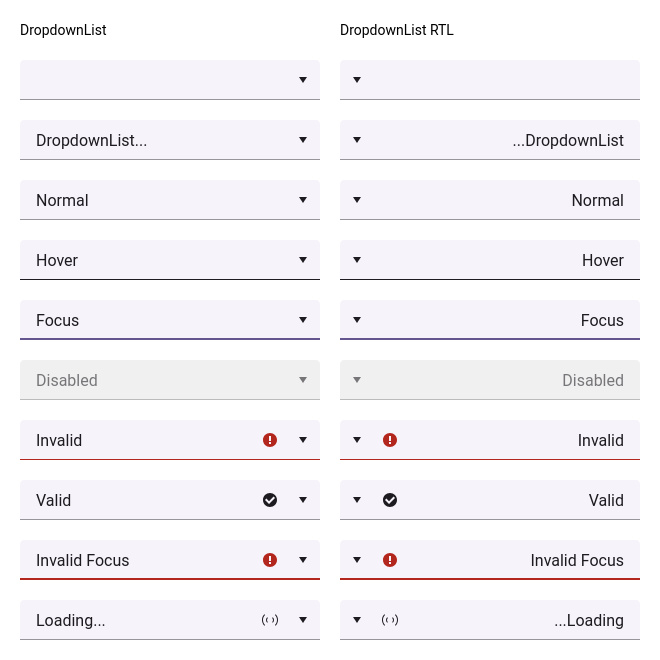 DropdownList
DropdownList RTL
DropdownList...
...DropdownList
Normal
Normal
Hover
Hover
Focus
Focus
Disabled
Disabled
Invalid
Invalid
Valid
Valid
Invalid Focus
Invalid Focus
Loading...
...Loading